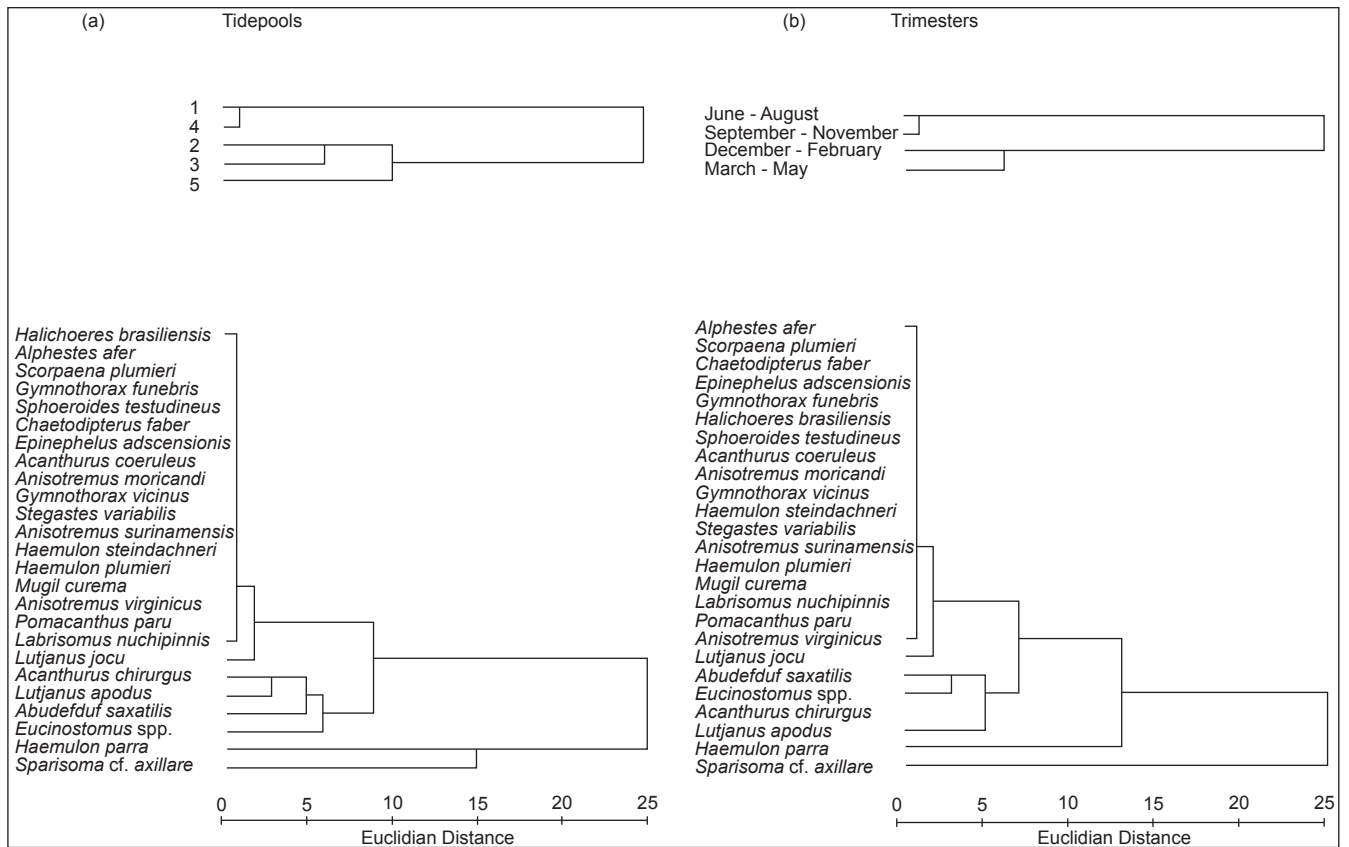 (a) Tidepools
1
4
2
3
5
Halichoeres brasiliensis
Alphestes afer
Scorpaena plumieri
Gymnothorax funebris
Sphoeroides testudineus
Chaetodipterus faber
Epinephelus adscensionis
Acanthurus coeruleus
Anisotremus moricandi
Gymnothorax vicinus
Stegastes variabilis
Anisotremus surinamensis
Haemulon steindachneri
Haemulon plumieri
Mugil curema
Anisotremus virginicus
Pomacanthus paru
Labrisomus nuchipinnis
Lutjanus jocu
Acanthurus chirurgus
Lutjanus apodus
Abudefduf saxatilis
Eucinostomus spp.
Haemulon parra
Sparisoma cf. axillare
0 5 10 15 20 25
Euclidian Distance
(b) Trimesters
June - August
September - November
December - February
March - May
Alphestes afer
Scorpaena plumieri
Chaetodipterus faber
Epinephelus adscensionis
Gymnothorax funebris
Halichoeres brasiliensis
Sphoeroides testudineus
Acanthurus coeruleus
Anisotremus moricandi
Gymnothorax vicinus
Haemulon steindachneri
Stegastes variabilis
Anisotremus surinamensis
Haemulon plumieri
Mugil curema
Labrisomus nuchipinnis
Pomacanthus paru
Anisotremus virginicus
Lutjanus jocu
Abudefduf saxatilis
Eucinostomus spp.
Acanthurus chirurgus
Lutjanus apodus
Haemulon parra
Sparisoma cf. axillare
0 5 10 15 20 25
Euclidian Distance